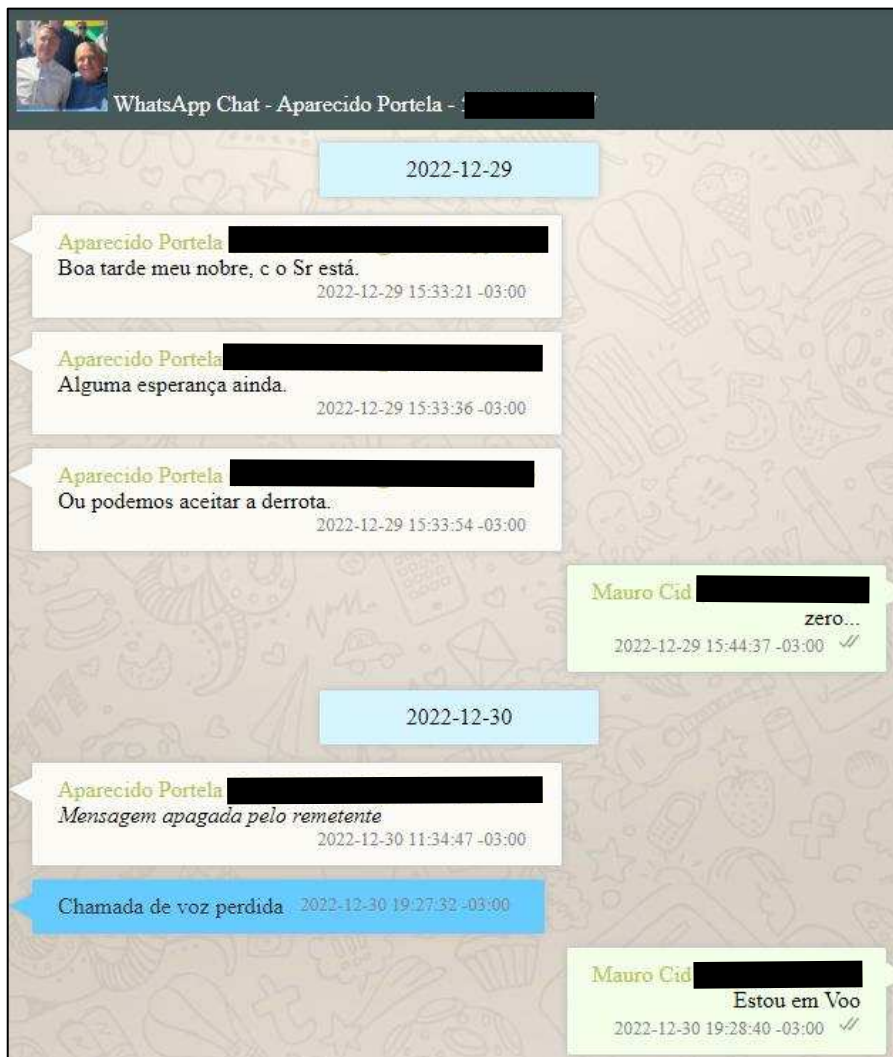 WhatsApp Chat - Aparecido Portela -
2022-12-29
Aparecido Portela
Boa tarde meu nobre, c o Sr está.
2022-12-29 15:33:21 -03:00
Aparecido Portela
Alguma esperança ainda.
2022-12-29 15:33:36 -03:00
Aparecido Portela
Ou podemos aceitar a derrota.
2022-12-29 15:33:54 -03:00
Mauro Cid
zero...
2022-12-29 15:44:37 -03:00
2022-12-30
Aparecido Portela
Mensagem apagada pelo remetente
2022-12-30 11:34:47 -03:00
Chamada de voz perdida 2022-12-30 19:27:32 -03:00
Mauro Cid
Estou em Voo
2022-12-30 19:28:40 -03:00